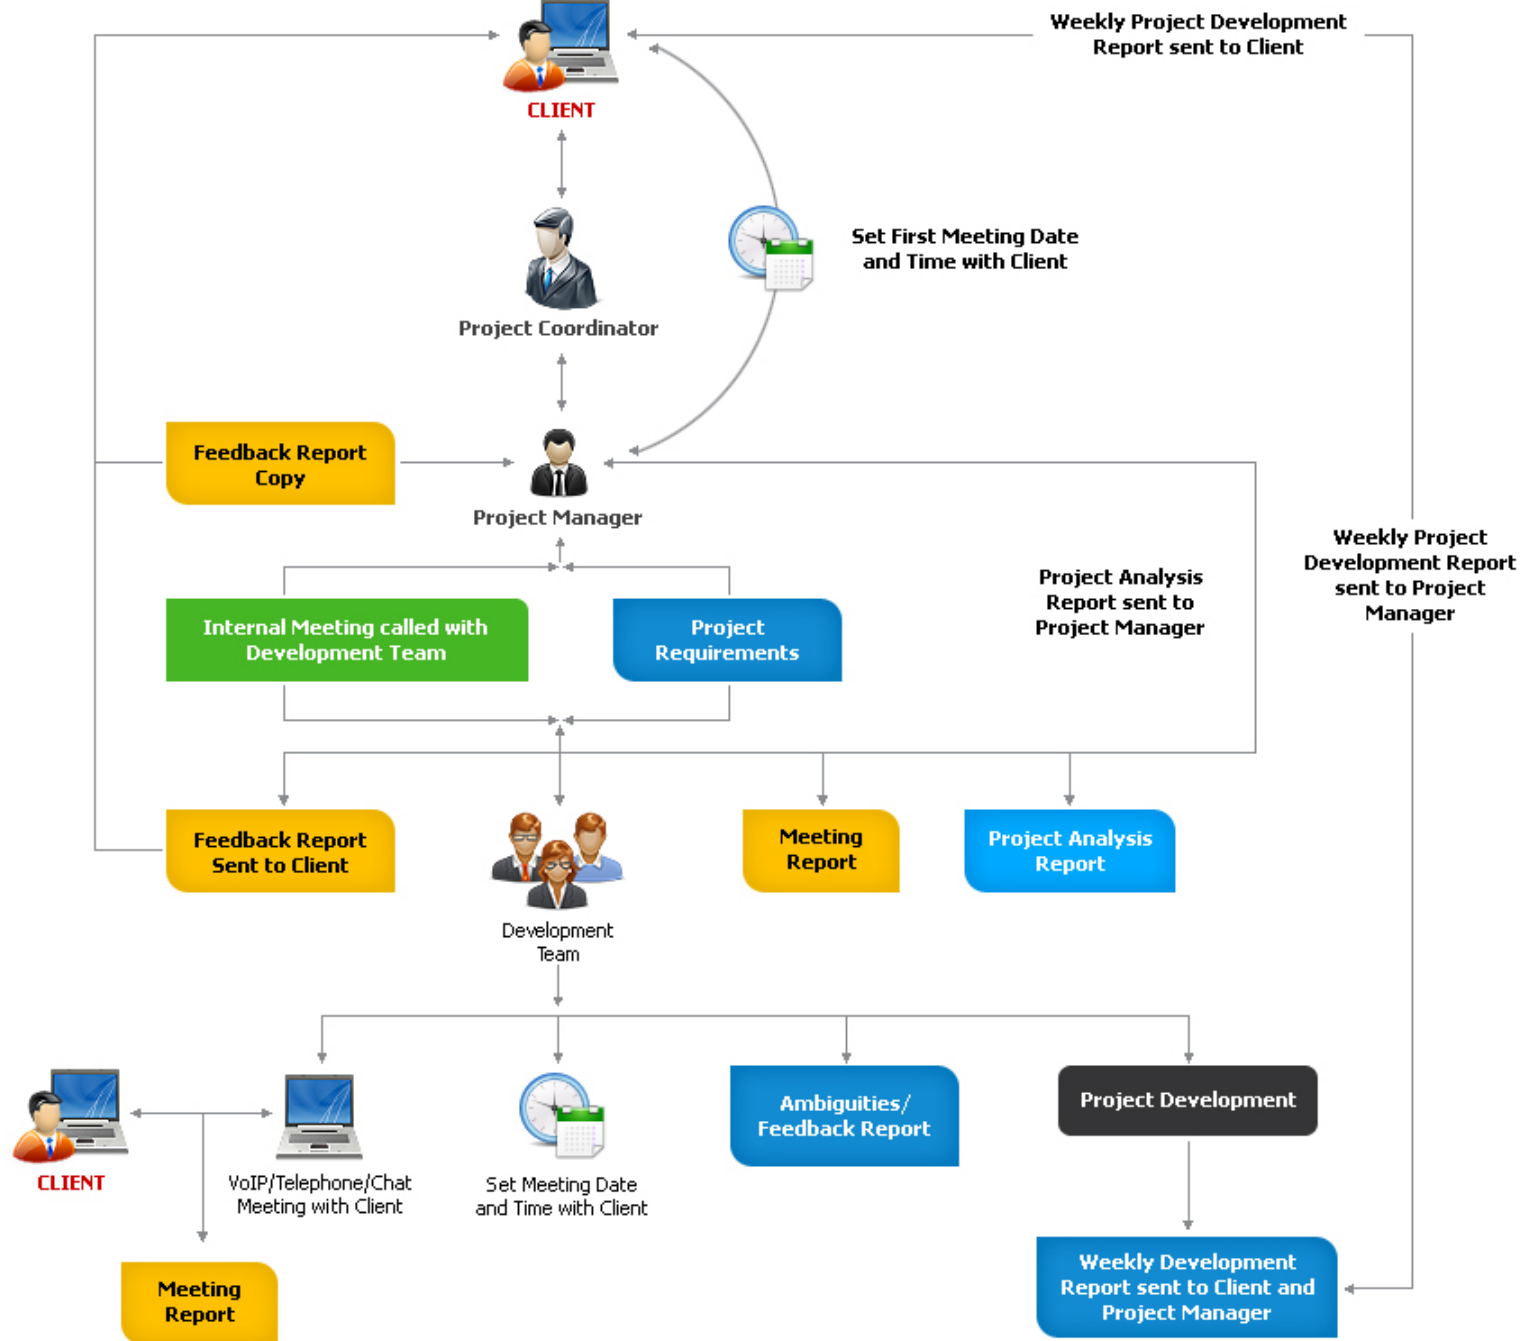 Weekly Project Development
Report sent to Client
CLIENT
Set First Meeting Date
and Time with Client
Project Coordinator
Feedback Report
Copy
Project Manager
Weekly Project
Development Report
sent to Project
Manager
Project Analysis
Report sent to
Project Manager
Internal Meeting called with
Development Team
Project
Requirements
Feedback Report
Sent to Client
Meeting
Report
Project Analysis
Report
Development
Team
Ambiguities/
Feedback Report
Project Development
CLIENT
VoIP/Telephone/Chat
Meeting with Client
Set Meeting Date
and Time with Client
Meeting
Report
Weekly Development
Report sent to Client and
Project Manager